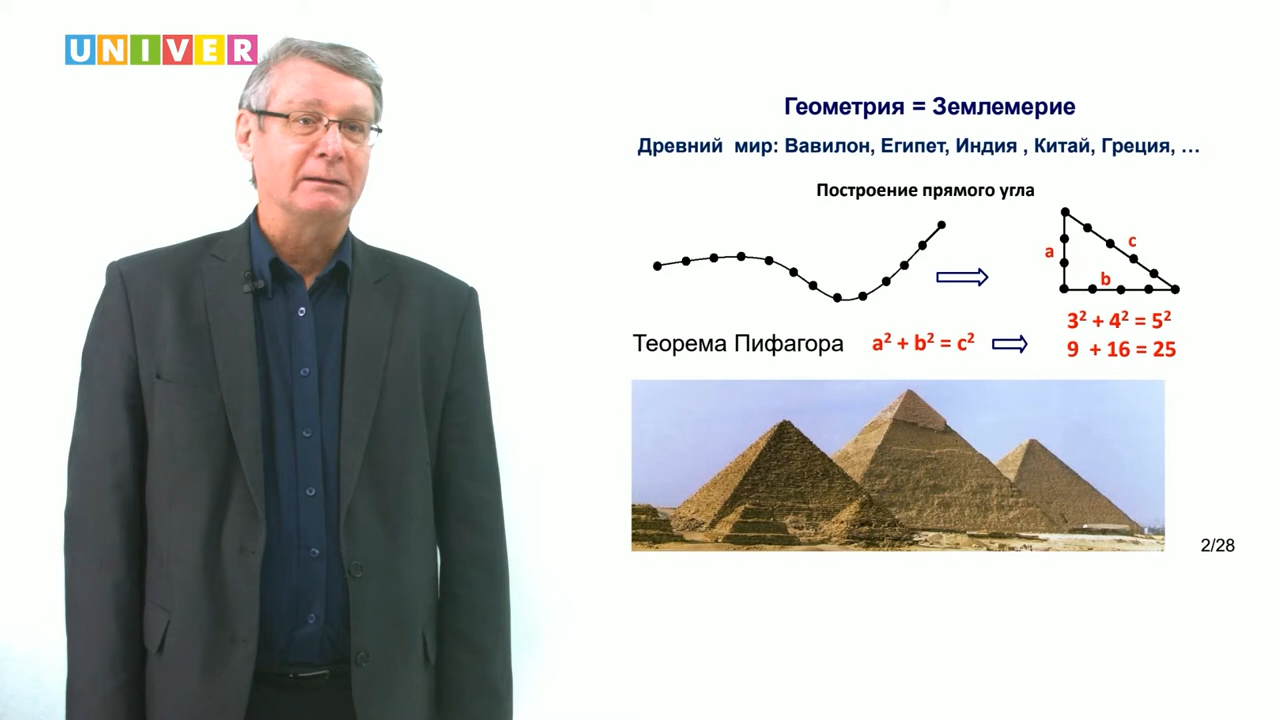 UNIVER
Геометрия = Землемерие
Древний мир: Вавилон, Египет, Индия , Китай, Греция, …
Построение прямого угла
a
c
b
3² + 4² = 5²
Теорема Пифагора a² + b² = c²
9 + 16 = 25
2/28